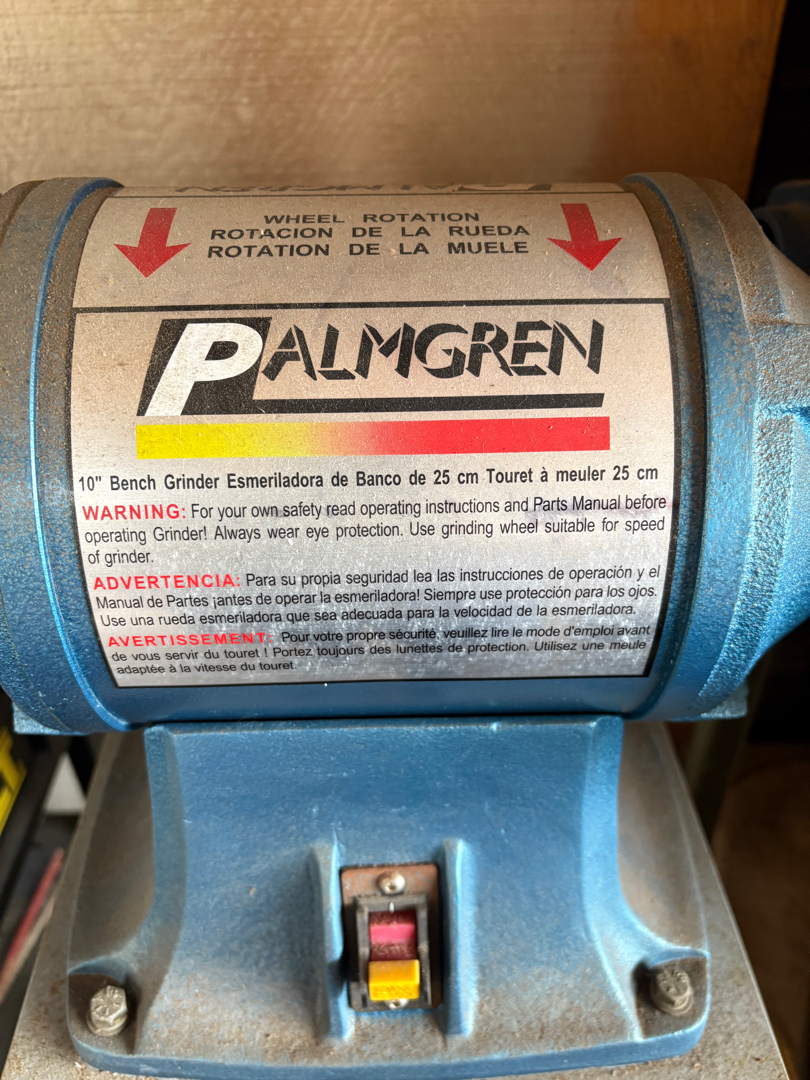 WHEEL ROTATION
ROTACION DE LA RUEDA
ROTATION DE LA MUELE
PALMGREN
10" Bench Grinder Esmeriladora de Banco de 25 cm Touret à meuler 25 cm
WARNING: For your own safety read operating instructions and Parts Manual before
operating Grinder! Always wear eye protection. Use grinding wheel suitable for speed
of grinder.
ADVERTENCIA: Para su propia seguridad lea las instrucciones de operación y el
Manual de Partes ¡antes de operar la esmeriladora! Siempre use protección para los ojos.
Use una rueda esmeriladora que sea adecuada para la velocidad de la esmeriladora.
AVERTISSEMENT: Pour votre propre sécurité, veuillez lire le mode d'emploi avant
de vous servir du touret ! Portez toujours des lunettes de protection. Utilisez une meule
adaptée à la vitesse du touret.